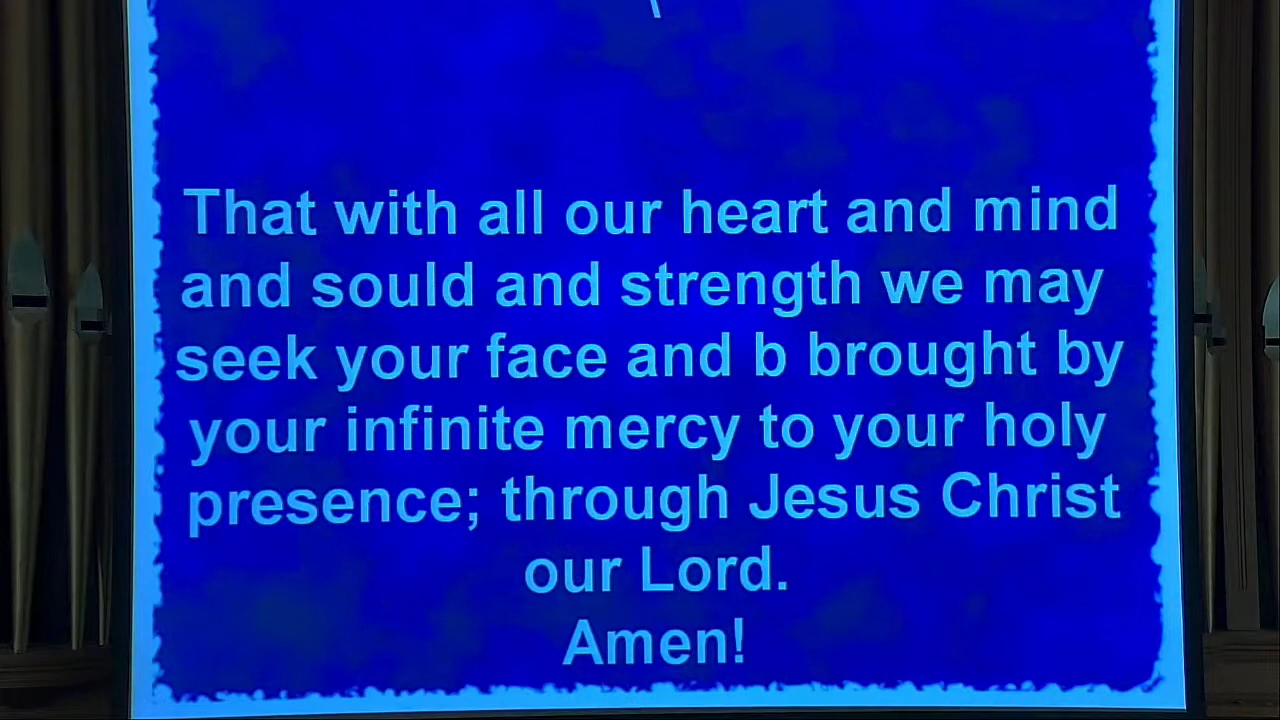 That with all our heart and mind
and sould and strength we may
seek your face and b brought by
your infinite mercy to your holy
presence; through Jesus Christ
our Lord.
Amen!